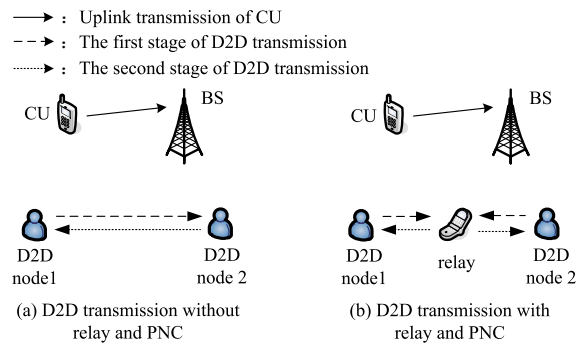 : Uplink transmission of CU
: The first stage of D2D transmission
: The second stage of D2D transmission
CU
BS
CU
BS
D2D
node1
D2D
node 2
D2D
node1
relay
D2D
node 2
(a) D2D transmission without
relay and PNC
(b) D2D transmission with
relay and PNC